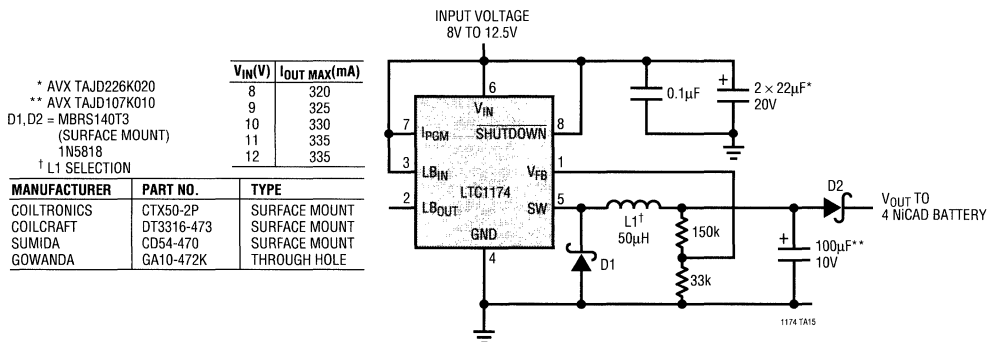 INPUT VOLTAGE
8V TO 12.5V
* AVX TAJD226K020
** AVX TAJD107K010
D1,D2 = MBRS140T3
(SURFACE MOUNT)
1N5818
† L1 SELECTION
VIN(V) IOUT MAX(mA)
8 320
9 325
10 330
11 335
12 335
MANUFACTURER PART NO. TYPE
COILTRONICS CTX50-2P SURFACE MOUNT
COILCRAFT DT3316-473 SURFACE MOUNT
SUMIDA CD54-470 SURFACE MOUNT
GOWANDA GA10-472K THROUGH HOLE
6
VIN
7 IPGM SHUTDOWN 8
3 LBIN VFB 1
LTC1174
2 LBOUT SW 5
GND
4
0.1µF
+
2 × 22µF*
20V
D1
L1†
50µH
150k
33k
+
100µF**
10V
D2
VOUT TO
4 NiCAD BATTERY
1174 TA15